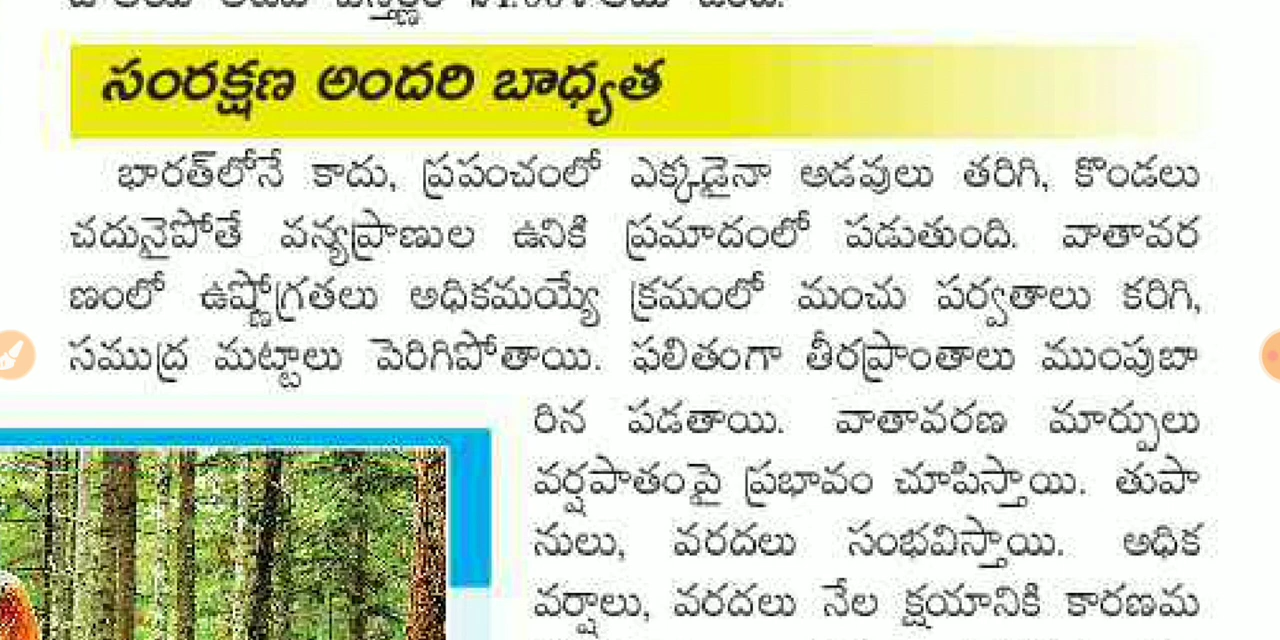 సంరక్షణ అందరి బాధ్యత
భారత్‌లోనే కాదు, ప్రపంచంలో ఎక్కడైనా అడవులు తరిగి, కొండలు
చదునైపోతే వన్యప్రాణుల ఉనికి ప్రమాదంలో పడుతుంది. వాతావర
ణంలో ఉష్ణోగ్రతలు అధికమయ్యే క్రమంలో మంచు పర్వతాలు కరిగి,
సముద్ర మట్టాలు పెరిగిపోతాయి. ఫలితంగా తీరప్రాంతాలు ముంపుబా
రిన పడతాయి. వాతావరణ మార్పులు
వర్షపాతంపై ప్రభావం చూపిస్తాయి. తుపా
నులు, వరదలు సంభవిస్తాయి. అధిక
వర్షాలు, వరదలు నేల క్షయానికి కారణమ